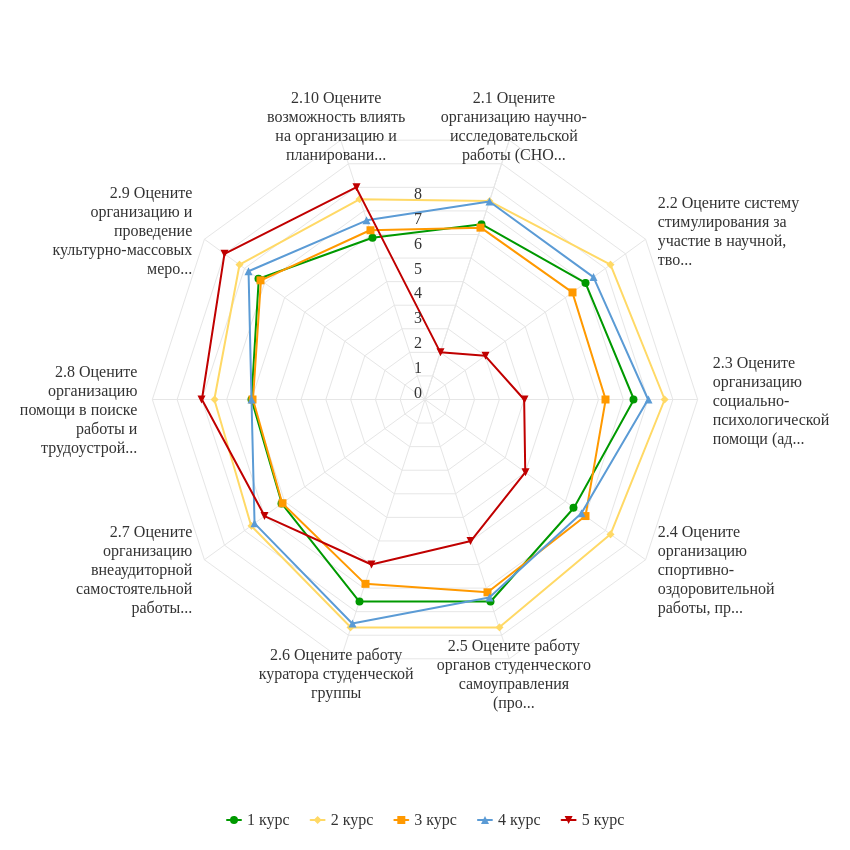 2.10 Оцените
возможность влиять
на организацию и
планировани...
2.1 Оцените
организацию научно-
исследовательской
работы (СНО...
2.9 Оцените
организацию и
проведение
культурно-массовых
меро...
2.2 Оцените систему
стимулирования за
участие в научной,
тво...
8
7
6
5
4
3
2
1
0
2.8 Оцените
организацию
помощи в поиске
работы и
трудоустрой...
2.3 Оцените
организацию
социально-
психологической
помощи (ад...
2.7 Оцените
организацию
внеаудиторной
самостоятельной
работы...
2.4 Оцените
организацию
спортивно-
оздоровительной
работы, пр...
2.6 Оцените работу
куратора студенческой
группы
2.5 Оцените работу
органов студенческого
самоуправления
(про...
1 курс 2 курс 3 курс 4 курс 5 курс